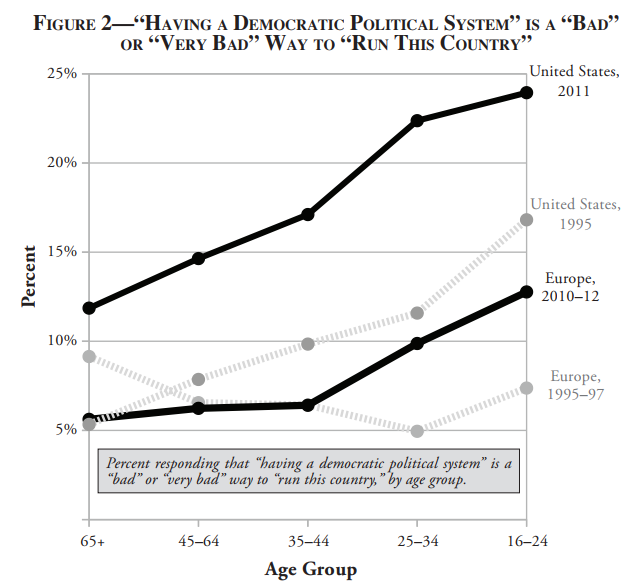 FIGURE 2—“HAVING A DEMOCRATIC POLITICAL SYSTEM” IS A “BAD”
OR “VERY BAD” WAY TO “RUN THIS COUNTRY”
25%
United States,
2011
20%
United States,
1995
15%
Europe,
2010–12
Percent
10%
Europe,
1995–97
5%
Percent responding that “having a democratic political system” is a
“bad” or “very bad” way to “run this country,” by age group.
65+ 45–64 35–44 25–34 16–24
Age Group